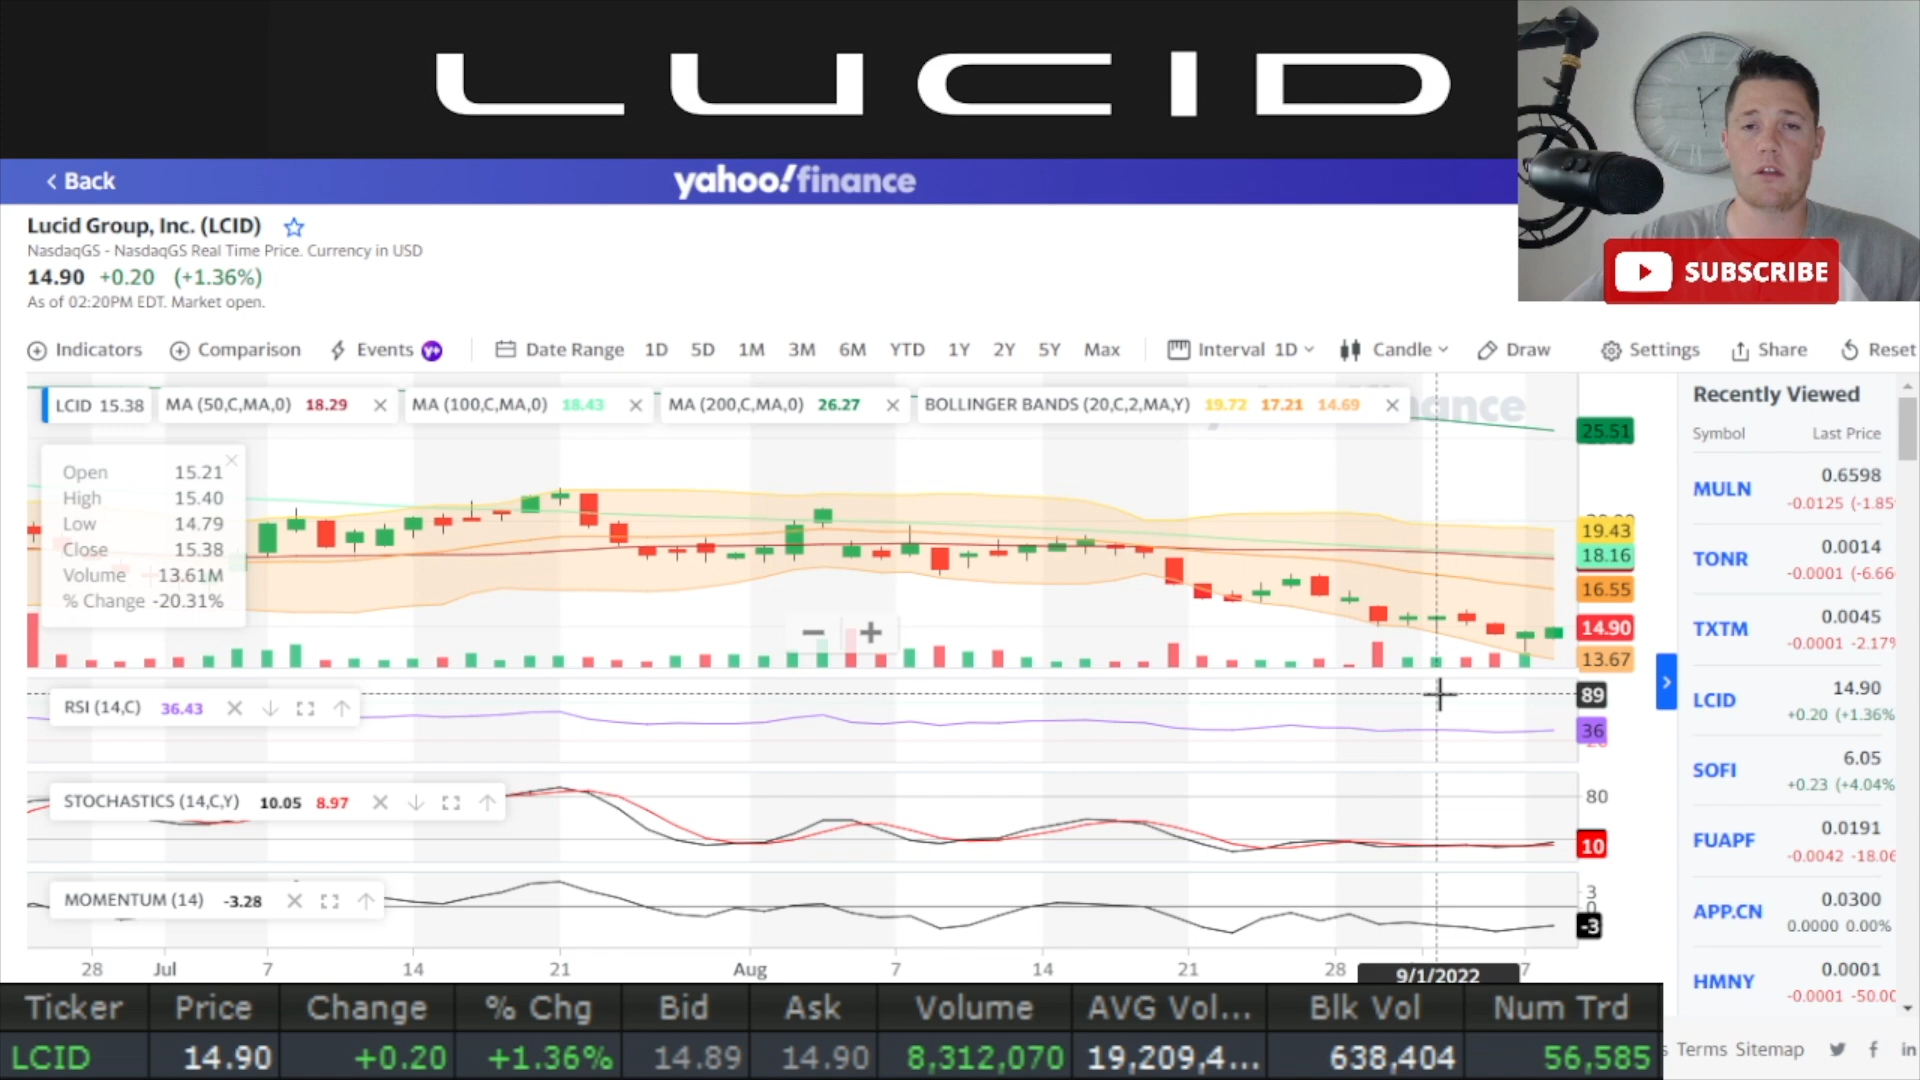 LUCID
Back
yahoo!finance
SUBSCRIBE
Lucid Group, Inc. (LCID)
NasdaqGS - NasdaqGS Real Time Price. Currency in USD
14.90 +0.20 (+1.36%)
As of 02:20PM EDT. Market open.
Indicators Comparison Events Y+ Date Range 1D 5D 1M 3M 6M YTD 1Y 2Y 5Y Max Interval 1D Candle Draw Settings Share Reset
LCID 15.38 MA (50,C,MA,0) 18.29 MA (100,C,MA,0) 18.43 MA (200,C,MA,0) 26.27 BOLLINGER BANDS (20,C,2,MA,Y) 19.72 17.21 14.69
25.51
Open 15.21
High 15.40
Low 14.79
Close 15.38
Volume 13.61M
% Change -20.31%
19.43
18.16
16.55
14.90
13.67
RSI (14,C) 36.43
89
36
STOCHASTICS (14,C,Y) 10.05 8.97
80
10
MOMENTUM (14) -3.28
3
0
-3
28 Jul 7 14 21 Aug 7 14 21 28 9/1/2022 7
Recently Viewed
Symbol Last Price
MULN 0.6598
-0.0125 (-1.85
TONR 0.0014
-0.0001 (-6.66
TXTM 0.0045
-0.0001 -2.17%
LCID 14.90
+0.20 (+1.36%
SOFI 6.05
+0.23 (+4.04%
FUAPF 0.0191
-0.0042 -18.06
APP.CN 0.0300
0.0000 0.00%
HMNY 0.0001
-0.0001 -50.00
s Terms Sitemap
Ticker Price Change % Chg Bid Ask Volume AVG Vol... Blk Vol Num Trd
LCID 14.90 +0.20 +1.36% 14.89 14.90 8,312,070 19,209,4... 638,404 56,585